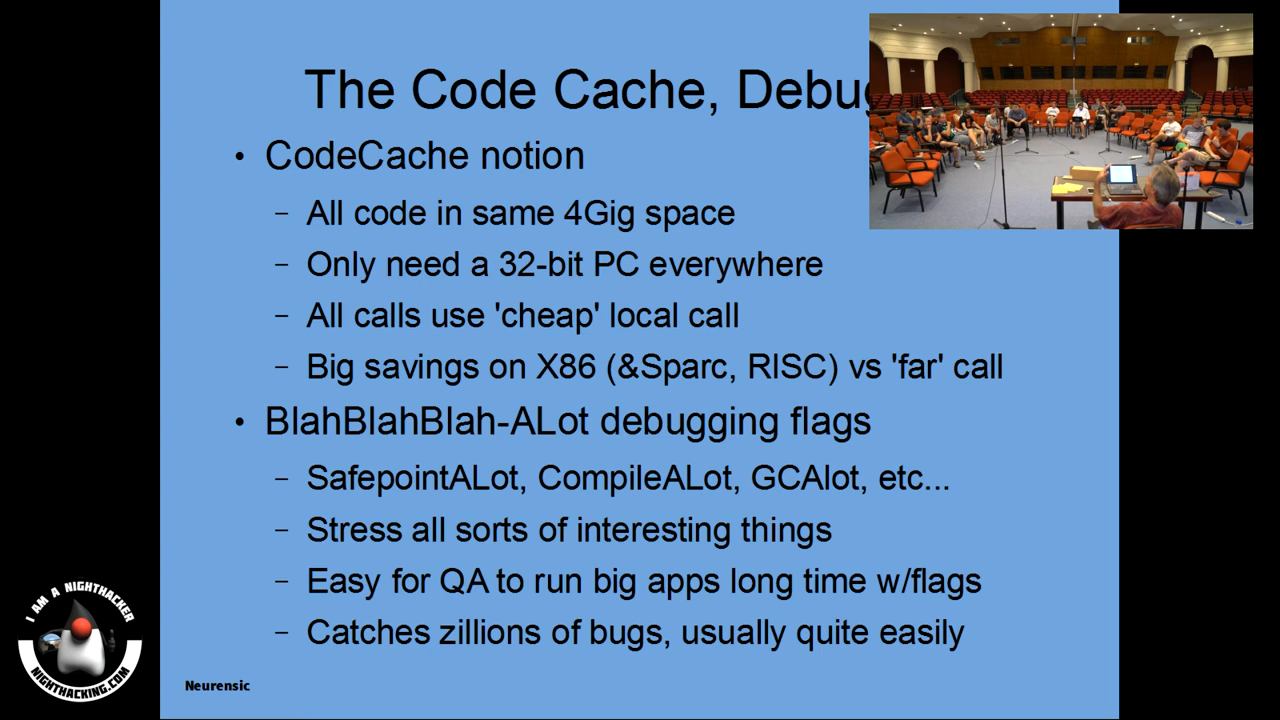 The Code Cache, Debug
• CodeCache notion
– All code in same 4Gig space
– Only need a 32-bit PC everywhere
– All calls use 'cheap' local call
– Big savings on X86 (&Sparc, RISC) vs 'far' call
• BlahBlahBlah-ALot debugging flags
– SafepointALot, CompileALot, GCAlot, etc...
– Stress all sorts of interesting things
– Easy for QA to run big apps long time w/flags
– Catches zillions of bugs, usually quite easily
I AM A NIGHTHACKER
NIGHTHACKING.COM
Neurensic